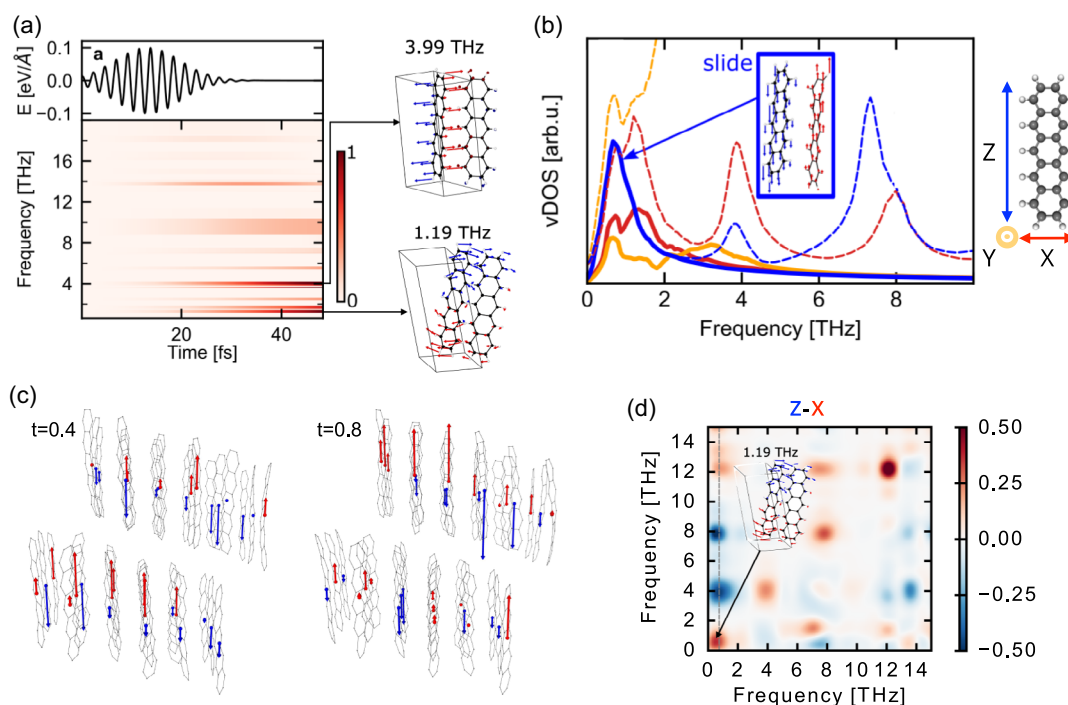 (a)
a
E [eV/Å]
0.1
0.0
−0.1
Frequency [THz]
16
12
8
4
1
0
20
40
Time [fs]
3.99 THz
1.19 THz
(b)
vDOS [arb.u.]
slide
0
2
4
6
8
10
Frequency [THz]
Z
Y
X
(c)
t=0.4
t=0.8
(d)
Z-X
Frequency [THz]
14
12
10
8
6
4
2
0
1.19 THz
0 2 4 6 8 10 12 14
Frequency [THz]
0.50
0.25
0.00
−0.25
−0.50